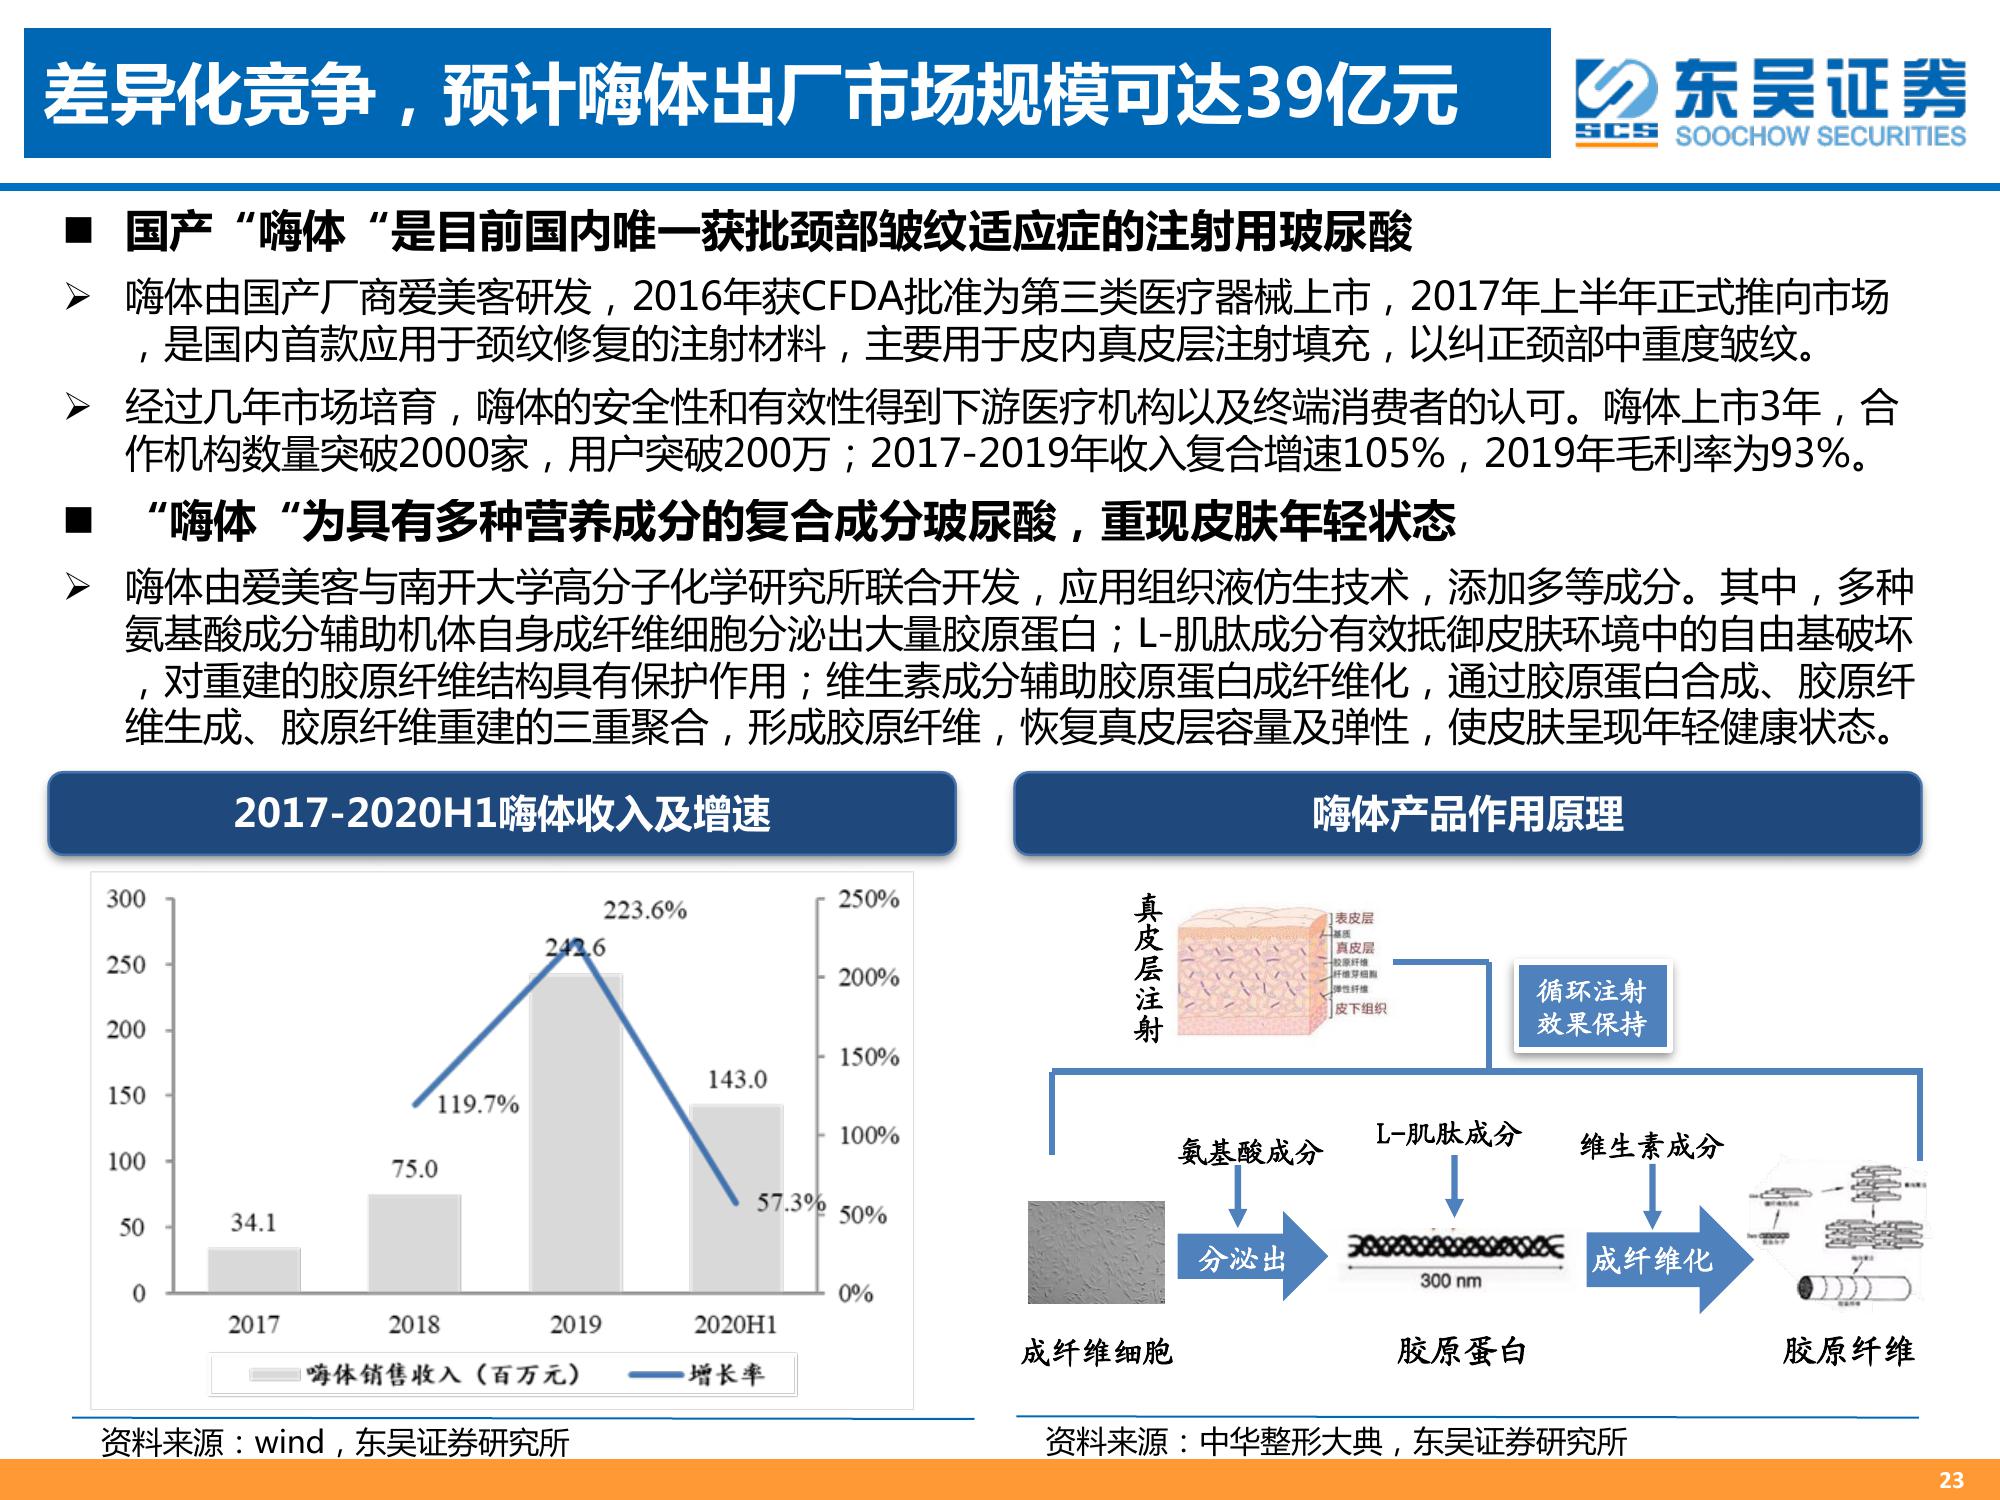 差异化竞争，预计嗨体出厂市场规模可达39亿元
东吴证券
SCS
SOOCHOW SECURITIES
■ 国产“嗨体“是目前国内唯一获批颈部皱纹适应症的注射用玻尿酸
➢ 嗨体由国产厂商爱美客研发，2016年获CFDA批准为第三类医疗器械上市，2017年上半年正式推向市场
，是国内首款应用于颈纹修复的注射材料，主要用于皮内真皮层注射填充，以纠正颈部中重度皱纹。
➢ 经过几年市场培育，嗨体的安全性和有效性得到下游医疗机构以及终端消费者的认可。嗨体上市3年，合
作机构数量突破2000家，用户突破200万；2017-2019年收入复合增速105%，2019年毛利率为93%。
■ “嗨体“为具有多种营养成分的复合成分玻尿酸，重现皮肤年轻状态
➢ 嗨体由爱美客与南开大学高分子化学研究所联合开发，应用组织液仿生技术，添加多等成分。其中，多种
氨基酸成分辅助机体自身成纤维细胞分泌出大量胶原蛋白；L-肌肽成分有效抵御皮肤环境中的自由基破坏
，对重建的胶原纤维结构具有保护作用；维生素成分辅助胶原蛋白成纤维化，通过胶原蛋白合成、胶原纤
维生成、胶原纤维重建的三重聚合，形成胶原纤维，恢复真皮层容量及弹性，使皮肤呈现年轻健康状态。
2017-2020H1嗨体收入及增速
300
250
200
150
100
50
0
250%
200%
150%
100%
50%
0%
34.1
75.0
242.6
143.0
119.7%
223.6%
57.3%
2017
2018
2019
2020H1
嗨体销售收入（百万元）
增长率
资料来源：wind，东吴证券研究所
嗨体产品作用原理
真皮层注射
表皮层
基质
真皮层
胶原纤维
纤维芽细胞
弹性纤维
皮下组织
循环注射
效果保持
氨基酸成分
L-肌肽成分
维生素成分
分泌出
300 nm
成纤维化
成纤维细胞
胶原蛋白
胶原纤维
资料来源：中华整形大典，东吴证券研究所
23